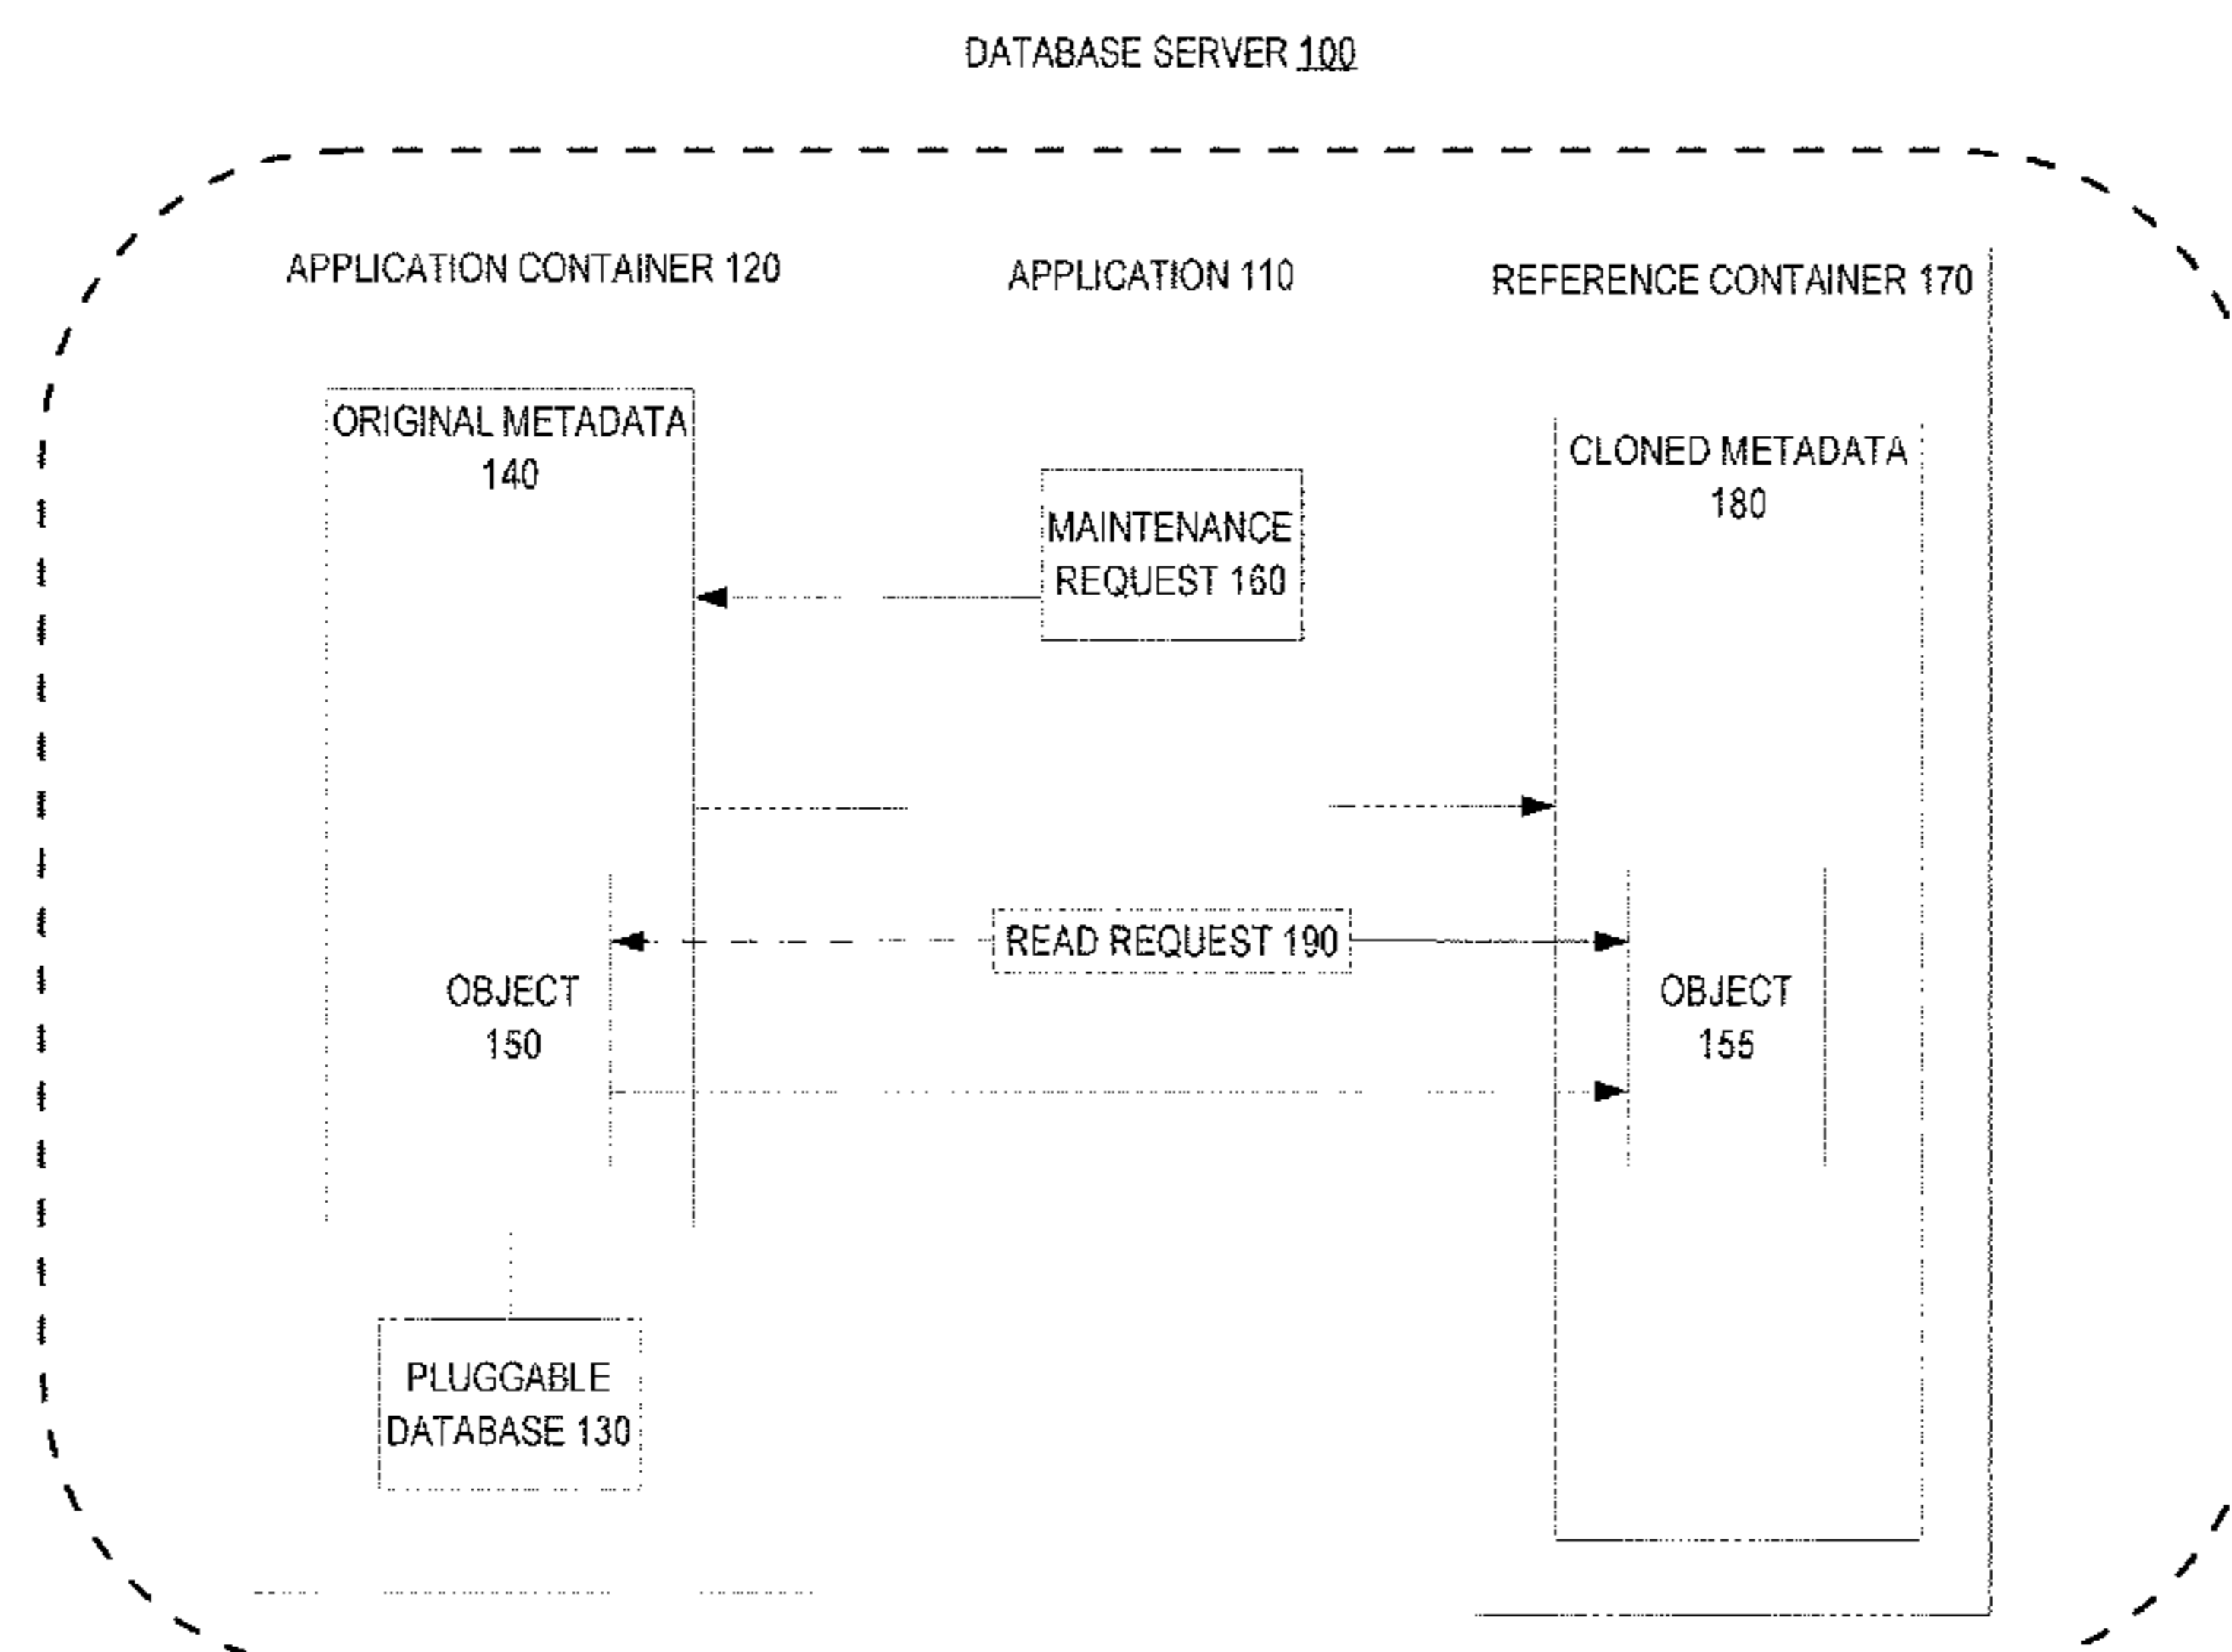 DATABASE SERVER 100
APPLICATION CONTAINER 120
APPLICATION 110
REFERENCE CONTAINER 170
ORIGINAL METADATA
140
CLONED METADATA
180
MAINTENANCE
REQUEST 160
READ REQUEST 190
OBJECT
150
OBJECT
155
PLUGGABLE
DATABASE 130